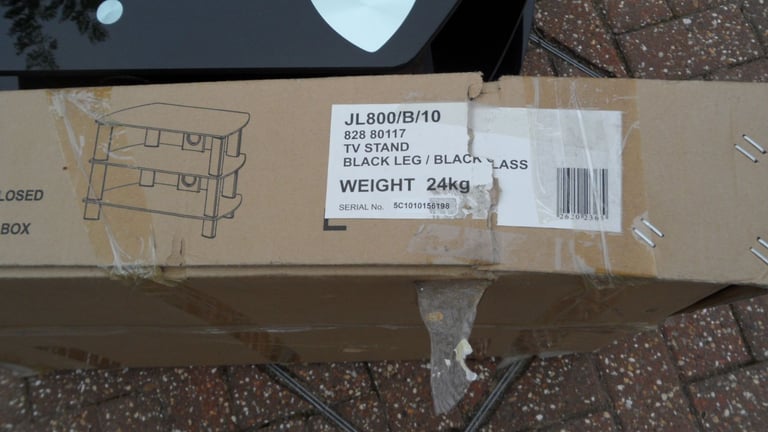 JL800/B/10
828 80117
TV STAND
BLACK LEG / BLACK LASS
WEIGHT 24kg
SERIAL No. 5C1010156198
LOSED
BOX